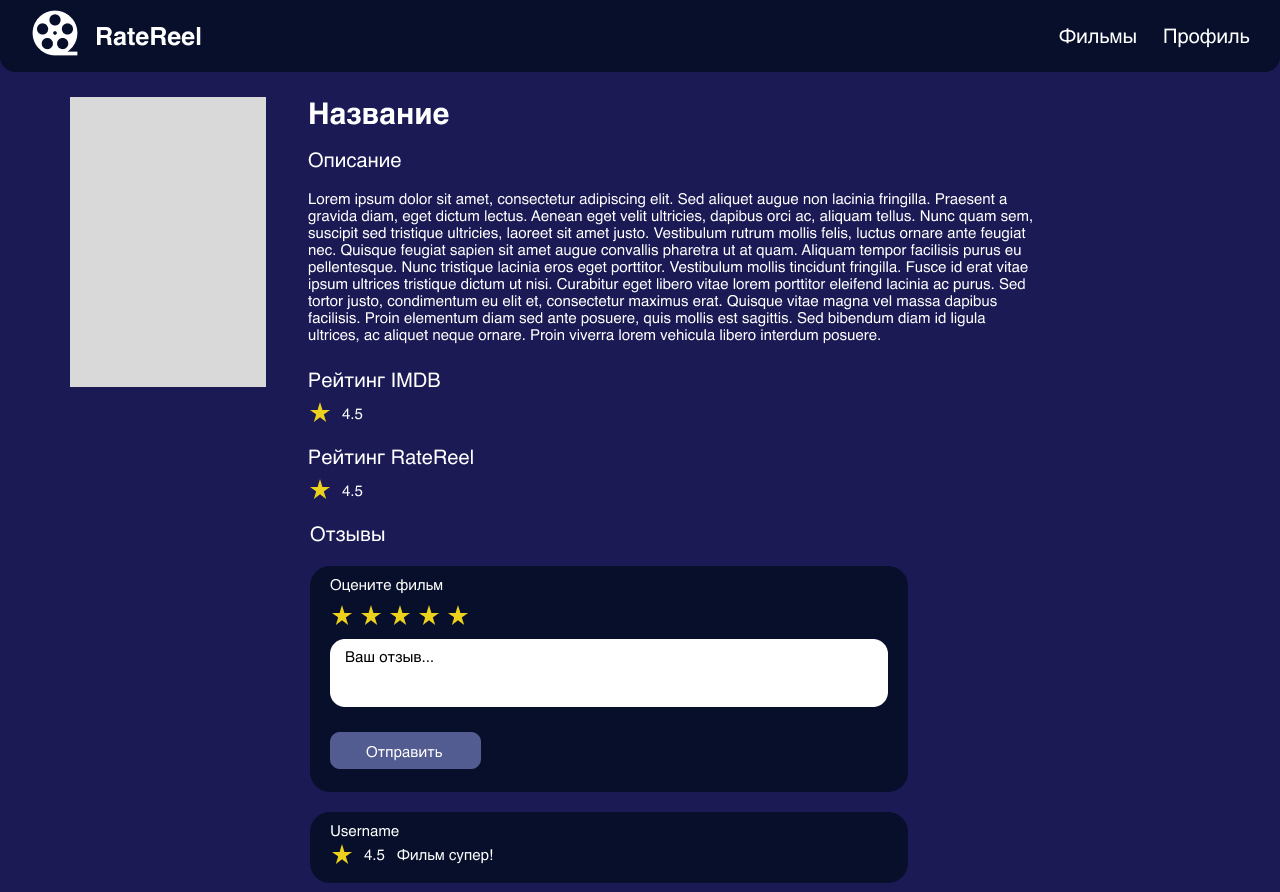 RateReel
Фильмы Профиль
Название
Описание
Lorem ipsum dolor sit amet, consectetur adipiscing elit. Sed aliquet augue non lacinia fringilla. Praesent a
gravida diam, eget dictum lectus. Aenean eget velit ultricies, dapibus orci ac, aliquam tellus. Nunc quam sem,
suscipit sed tristique ultricies, laoreet sit amet justo. Vestibulum rutrum mollis felis, luctus ornare ante feugiat
nec. Quisque feugiat sapien sit amet augue convallis pharetra ut at quam. Aliquam tempor facilisis purus eu
pellentesque. Nunc tristique lacinia eros eget porttitor. Vestibulum mollis tincidunt fringilla. Fusce id erat vitae
ipsum ultrices tristique dictum ut nisi. Curabitur eget libero vitae lorem porttitor eleifend lacinia ac purus. Sed
tortor justo, condimentum eu elit et, consectetur maximus erat. Quisque vitae magna vel massa dapibus
facilisis. Proin elementum diam sed ante posuere, quis mollis est sagittis. Sed bibendum diam id ligula
ultrices, ac aliquet neque ornare. Proin viverra lorem vehicula libero interdum posuere.
Рейтинг IMDB
4.5
Рейтинг RateReel
4.5
Отзывы
Оцените фильм
Ваш отзыв...
Отправить
Username
4.5 Фильм супер!